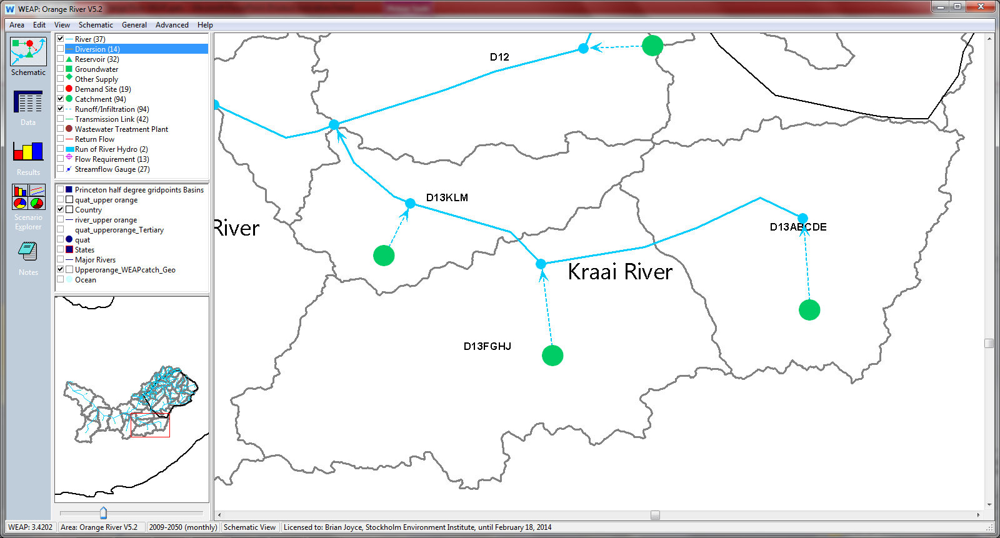 WEAP: Orange River V5.2
Area Edit View Schematic General Advanced Help
Schematic
Data
Results
Scenario
Explorer
Notes
River (37)
Diversion (14)
Reservoir (32)
Groundwater
Other Supply
Demand Site (19)
Catchment (94)
Runoff/Infiltration (94)
Transmission Link (42)
Wastewater Treatment Plant
Return Flow
Run of River Hydro (2)
Flow Requirement (13)
Streamflow Gauge (27)
Princeton half degree gridpoints Basins
quat_upper orange
Country
river_upper orange
quat_upperorange_Tertiary
quat
States
Major Rivers
Upperorange_WEAPcatch_Geo
Ocean
D12
D13KLM
River
D13ABCDE
Kraai River
D13FGHJ
WEAP: 3.4202 Area: Orange River V5.2 2009-2050 (monthly) Schematic View Licensed to: Brian Joyce, Stockholm Environment Institute, until February 18, 2014